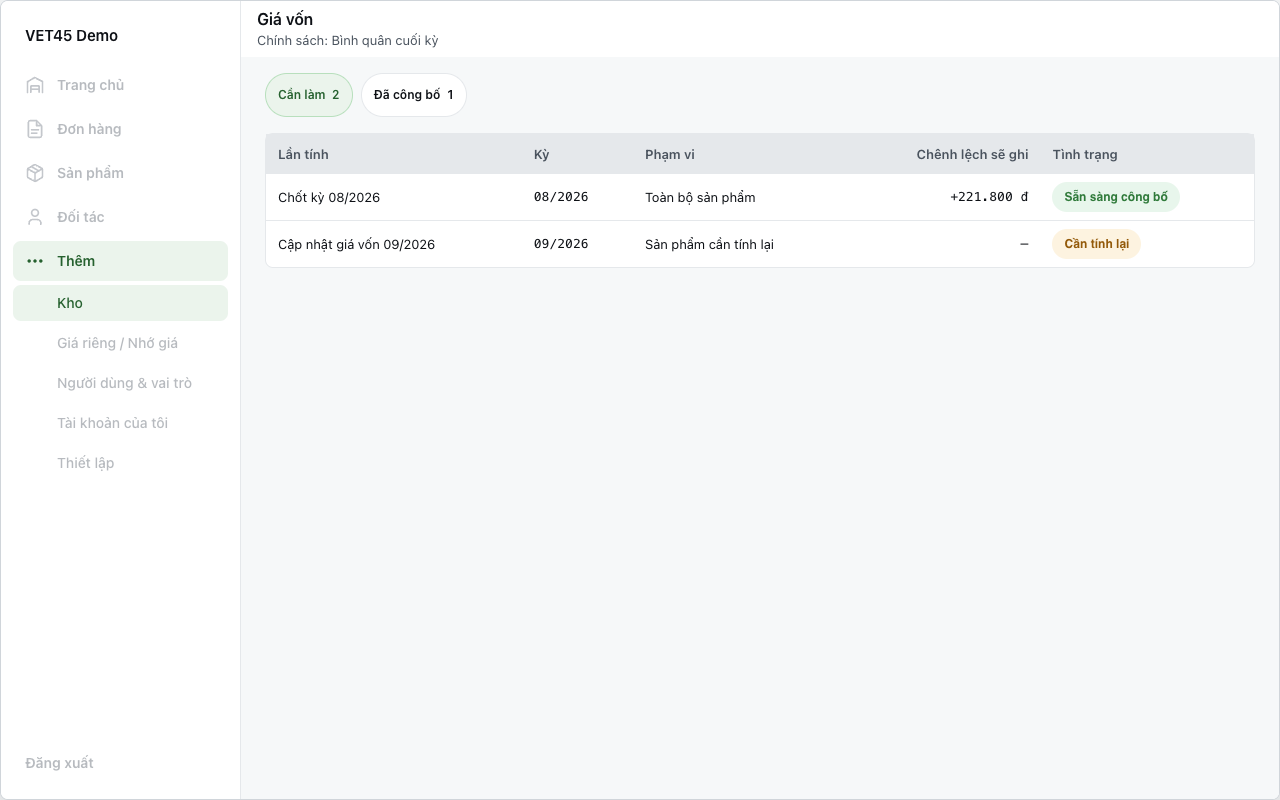 VET45 Demo
Trang chủ
Đơn hàng
Sản phẩm
Đối tác
Thêm
Kho
Giá riêng / Nhớ giá
Người dùng & vai trò
Tài khoản của tôi
Thiết lập
Đăng xuất
Giá vốn
Chính sách: Bình quân cuối kỳ
Cần làm 2 Đã công bố 1
Lần tính Kỳ Phạm vi Chênh lệch sẽ ghi Tình trạng
Chốt kỳ 08/2026 08/2026 Toàn bộ sản phẩm +221.800 đ Sẵn sàng công bố
Cập nhật giá vốn 09/2026 09/2026 Sản phẩm cần tính lại — Cần tính lại